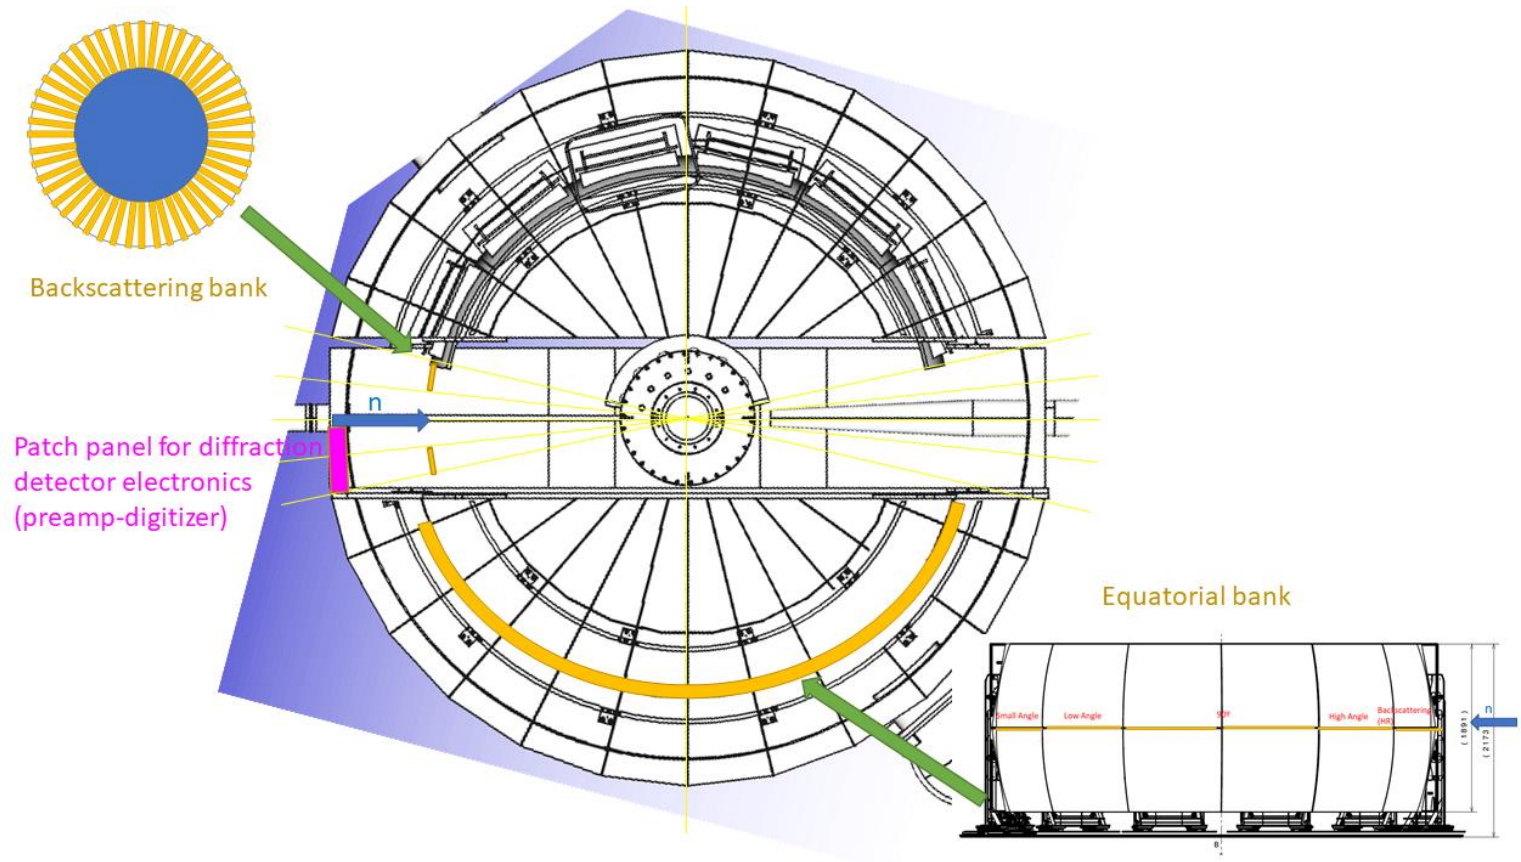 Backscattering bank
n
Patch panel for diffraction
detector electronics
(preamp-digitizer)
Equatorial bank
Small Angle
Low Angle
90°
High Angle
Backscattering
(HR)
n
( 1891 )
( 2173 )